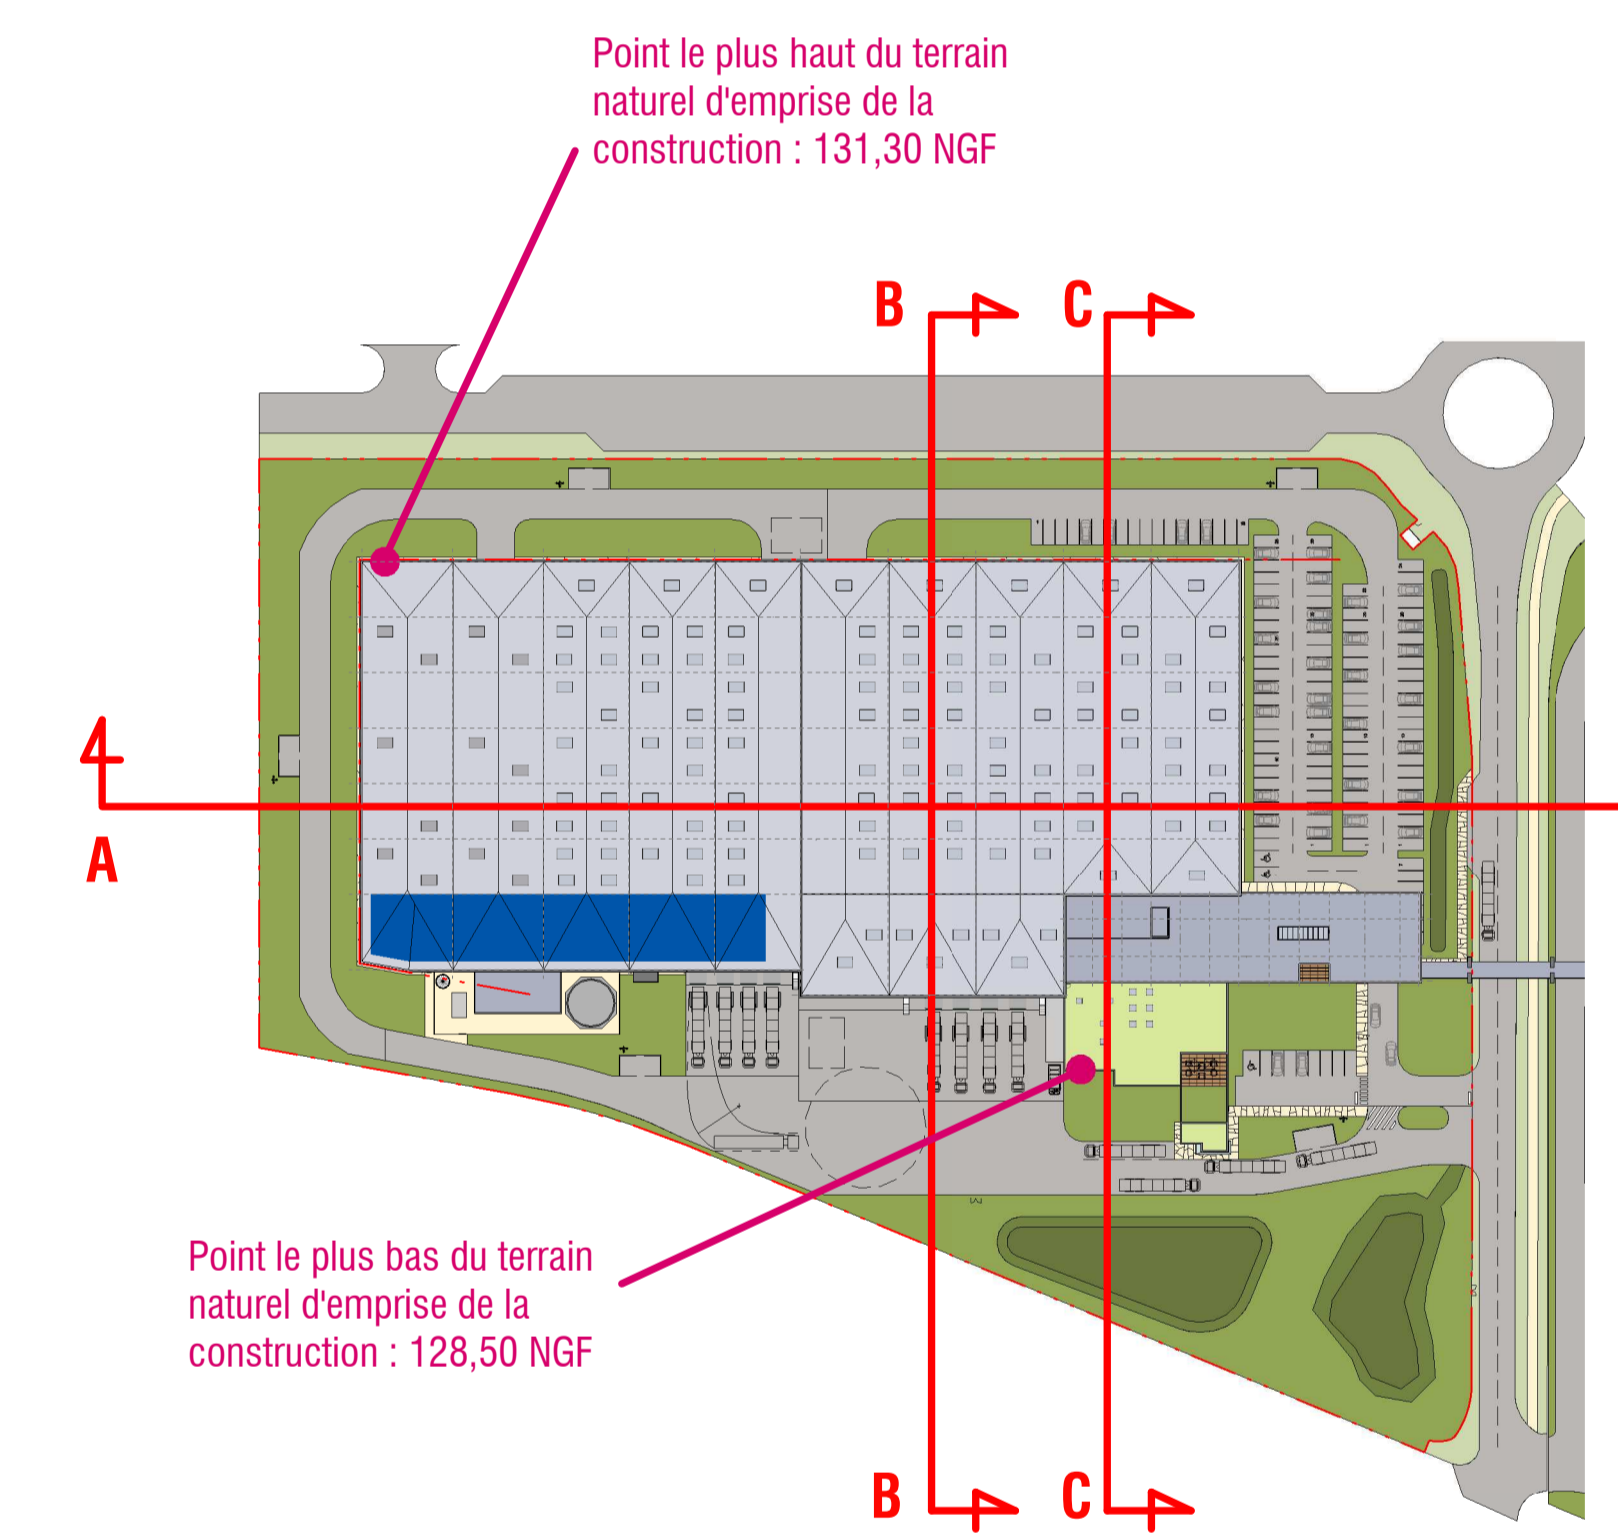 Point le plus haut du terrain
naturel d'emprise de la
construction : 131,30 NGF
B
C
A
Point le plus bas du terrain
naturel d'emprise de la
construction : 128,50 NGF
B
C